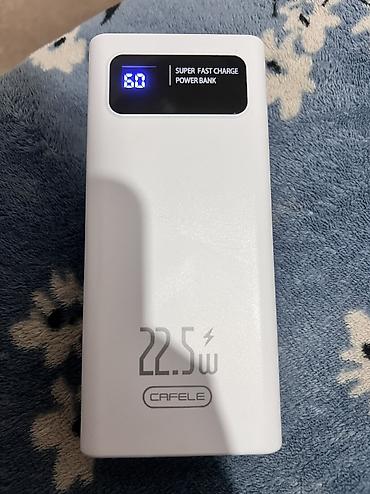 60
SUPER FAST CHARGE
POWER BANK
22.5W
CAFELE